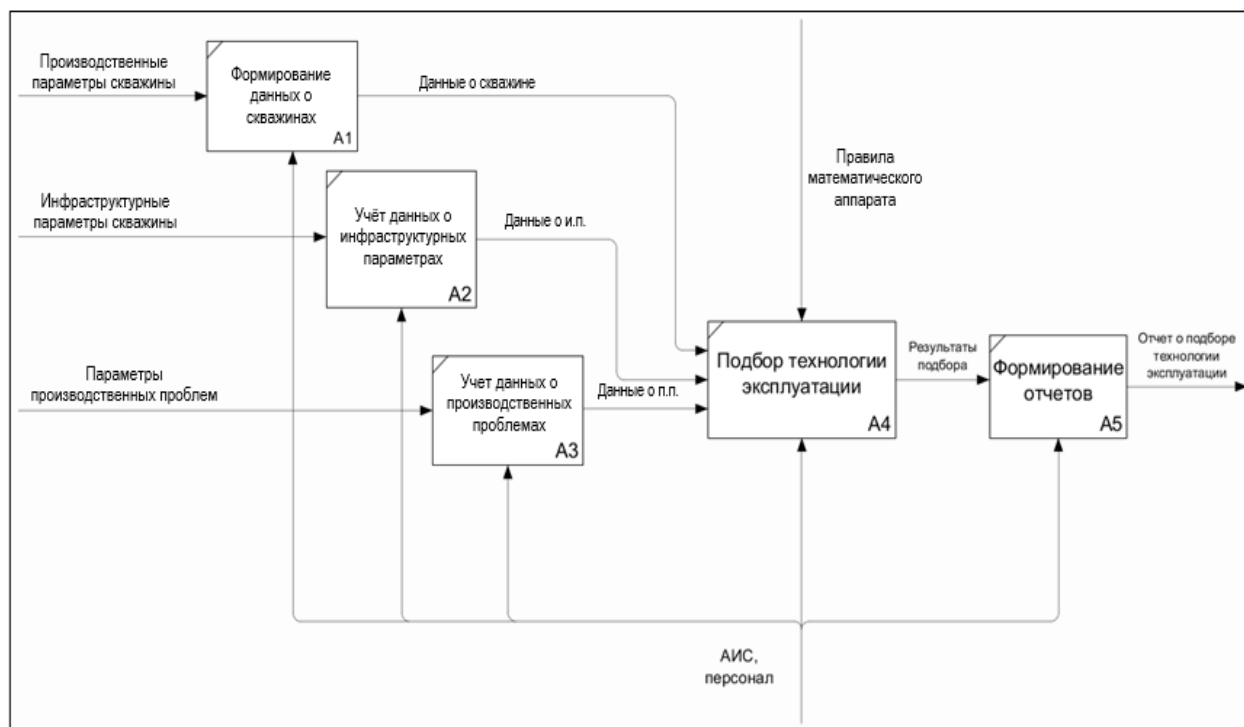 Производственные
параметры скважины
Формирование
данных о
скважинах
A1
Данные о скважине
Правила
математического
аппарата
Инфраструктурные
параметры скважины
Учёт данных о
инфраструктурных
параметрах
A2
Данные о и.п.
Параметры
производственных проблем
Учет данных о
производственных
проблемах
A3
Данные о п.п.
Подбор технологии
эксплуатации
A4
Результаты
подбора
Формирование
отчетов
A5
Отчет о подборе
технологии
эксплуатации
АИС,
персонал